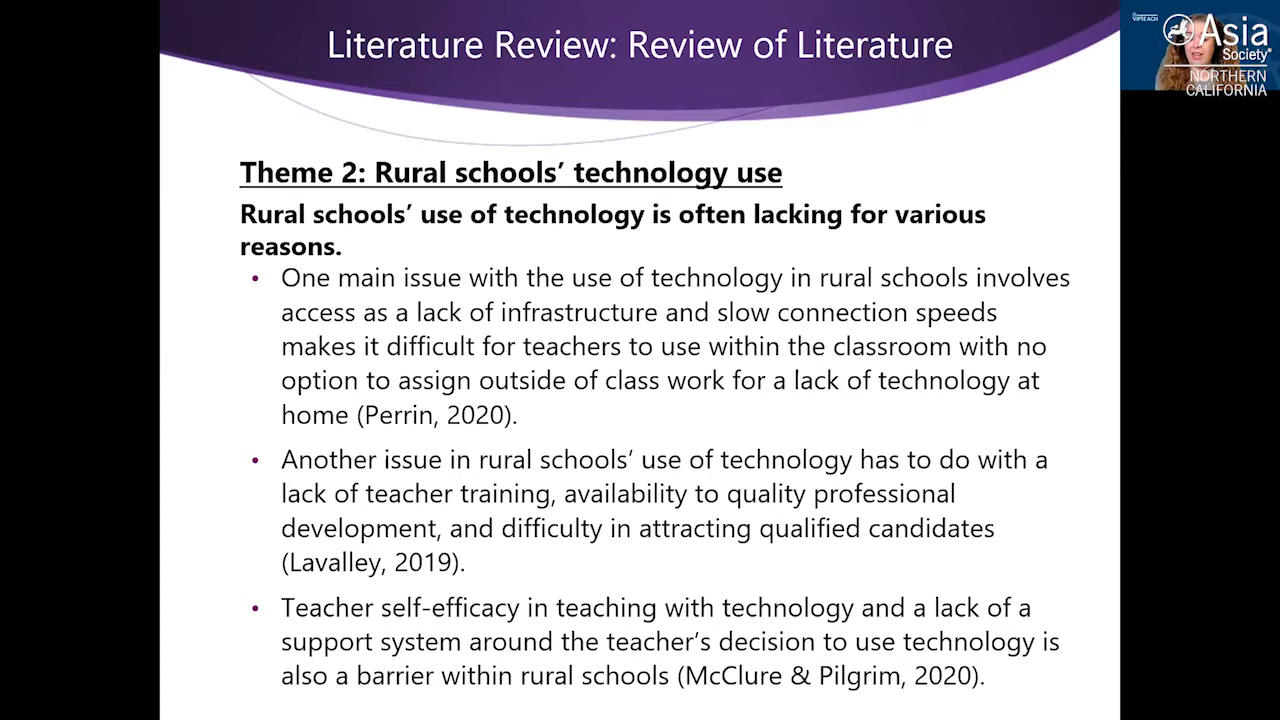 Literature Review: Review of Literature
VIPTEACH
Asia
Society
NORTHERN
CALIFORNIA
Theme 2: Rural schools’ technology use
Rural schools’ use of technology is often lacking for various
reasons.
• One main issue with the use of technology in rural schools involves
access as a lack of infrastructure and slow connection speeds
makes it difficult for teachers to use within the classroom with no
option to assign outside of class work for a lack of technology at
home (Perrin, 2020).
• Another issue in rural schools’ use of technology has to do with a
lack of teacher training, availability to quality professional
development, and difficulty in attracting qualified candidates
(Lavalley, 2019).
• Teacher self-efficacy in teaching with technology and a lack of a
support system around the teacher’s decision to use technology is
also a barrier within rural schools (McClure & Pilgrim, 2020).